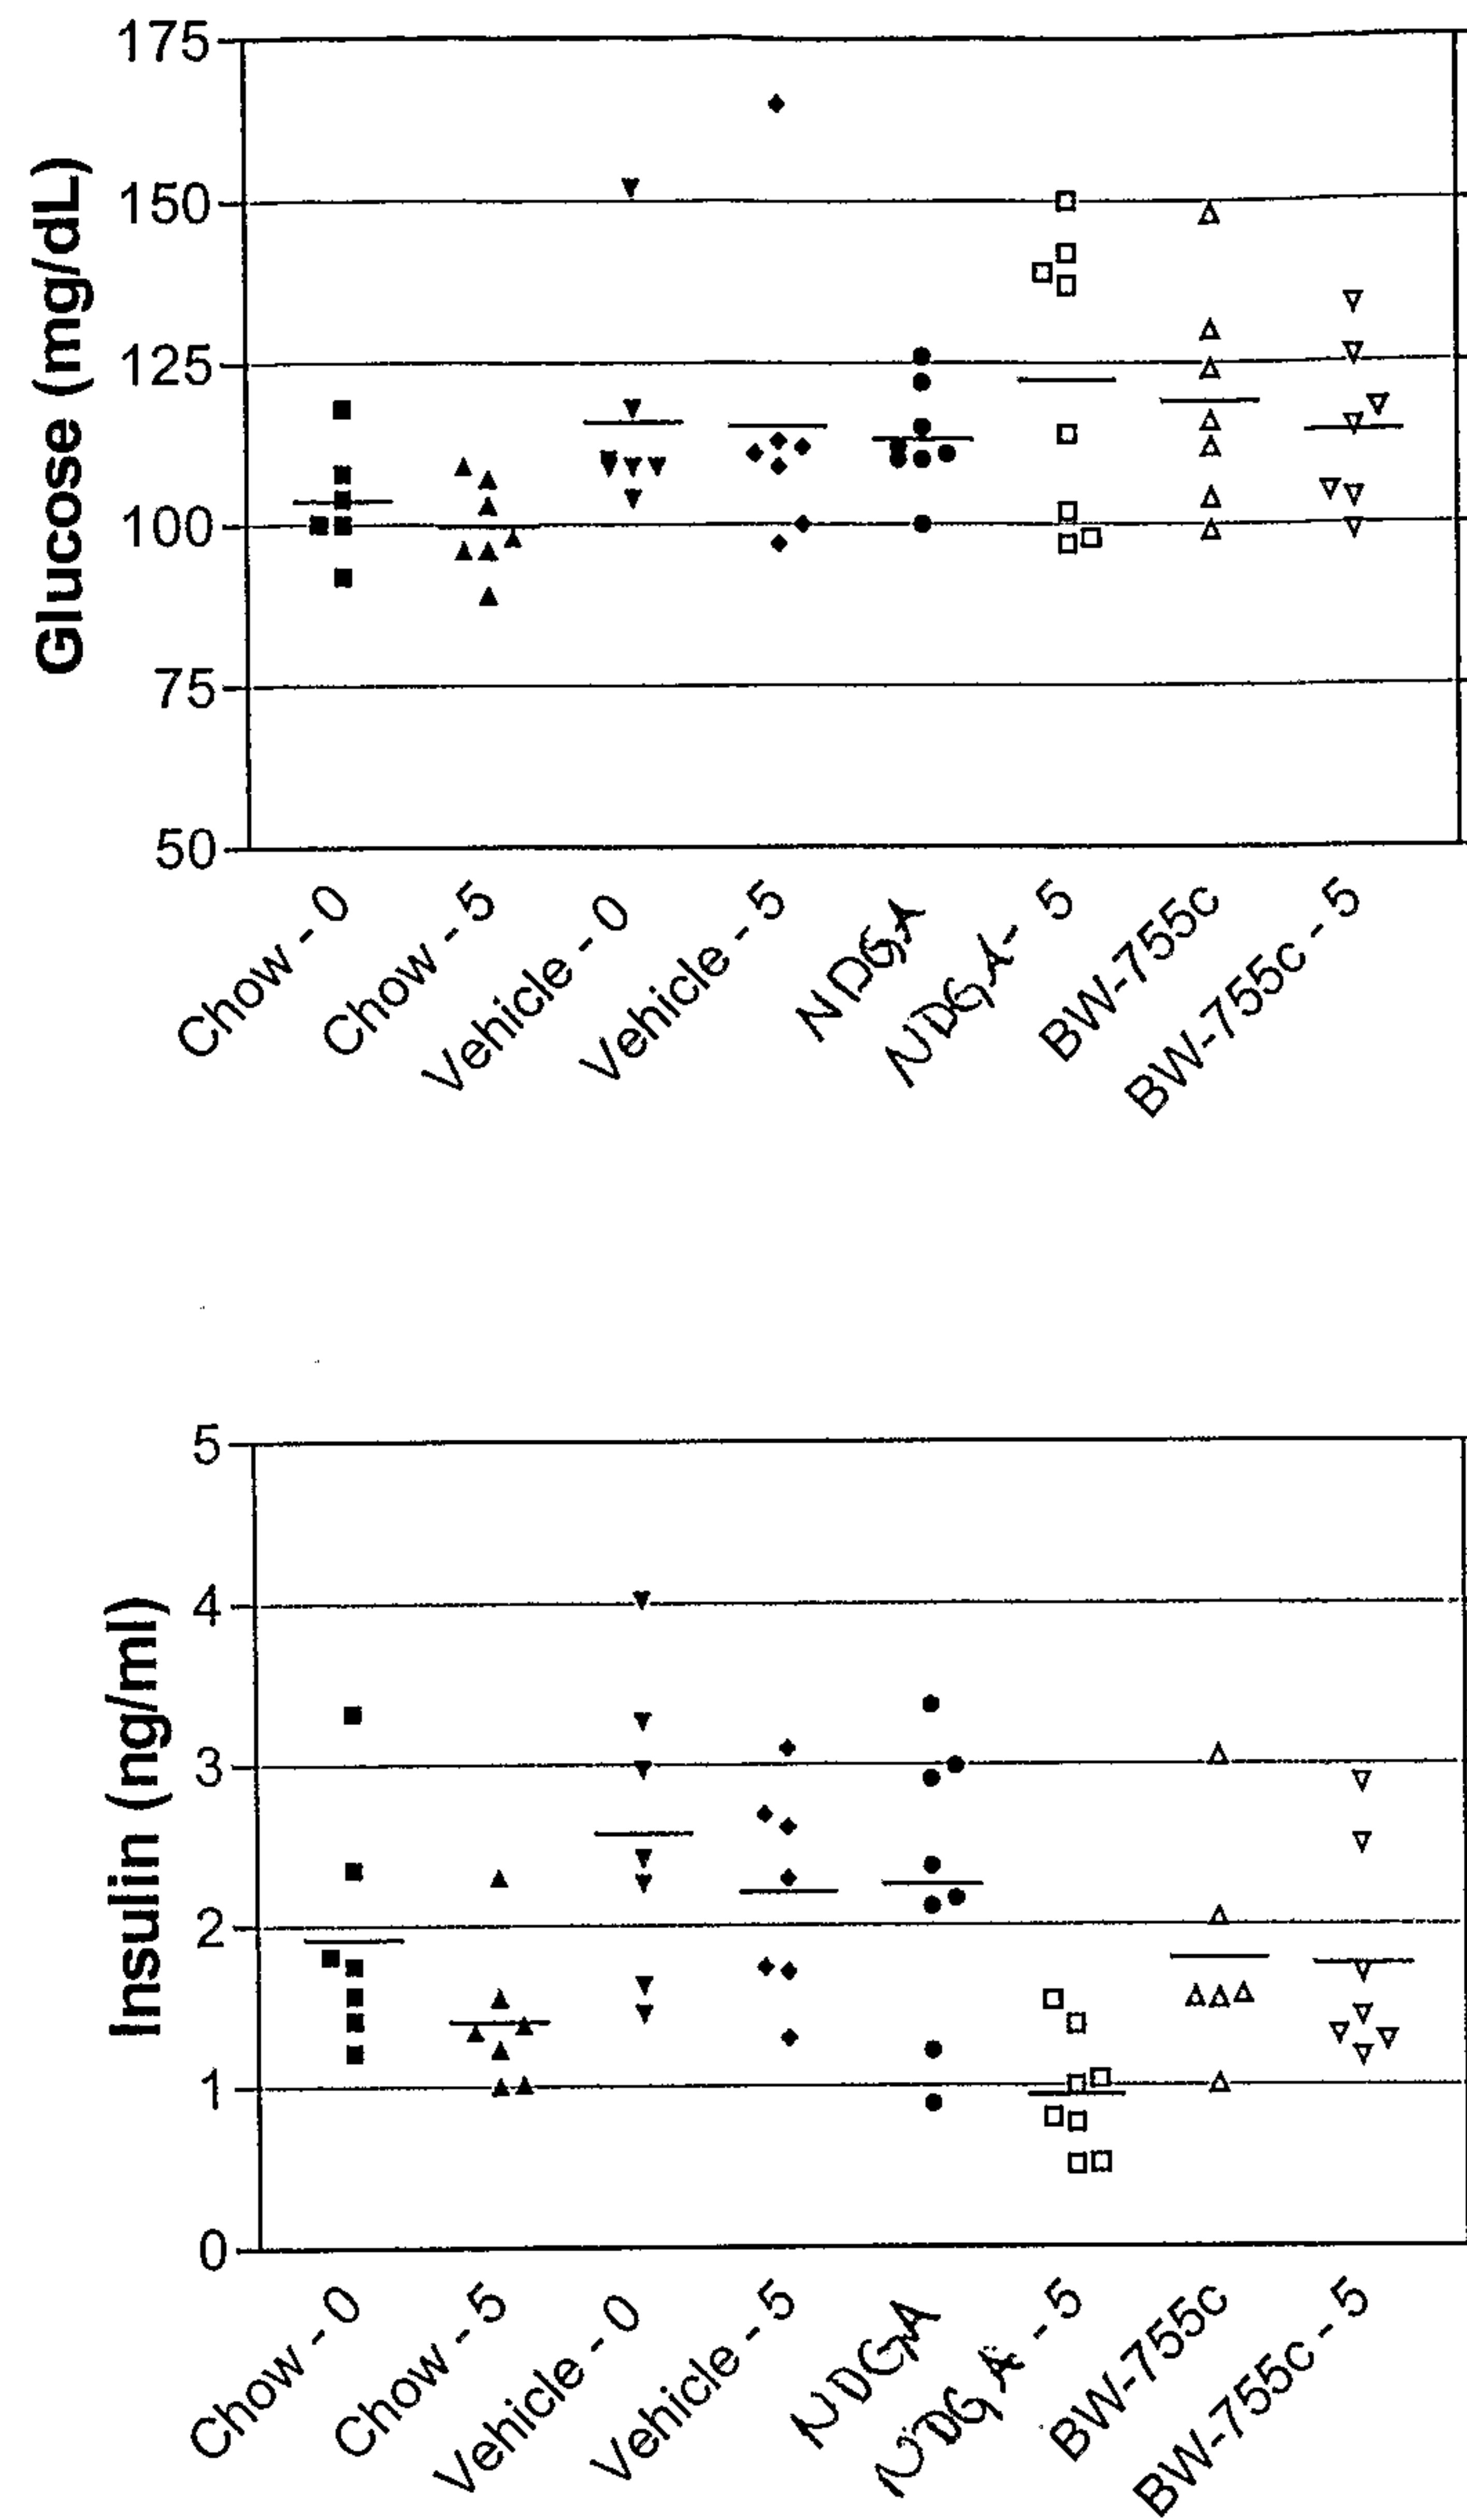 175
150
125
100
75
50
Glucose (mg/dL)
Chow - 0
Chow - 5
Vehicle - 0
Vehicle - 5
NDGA
NDGA - 5
BW-755c
BW-755c - 5
5
4
3
2
1
0
Insulin (ng/ml)
Chow - 0
Chow - 5
Vehicle - 0
Vehicle - 5
NDGA
NDGA - 5
BW-755c
BW-755c - 5